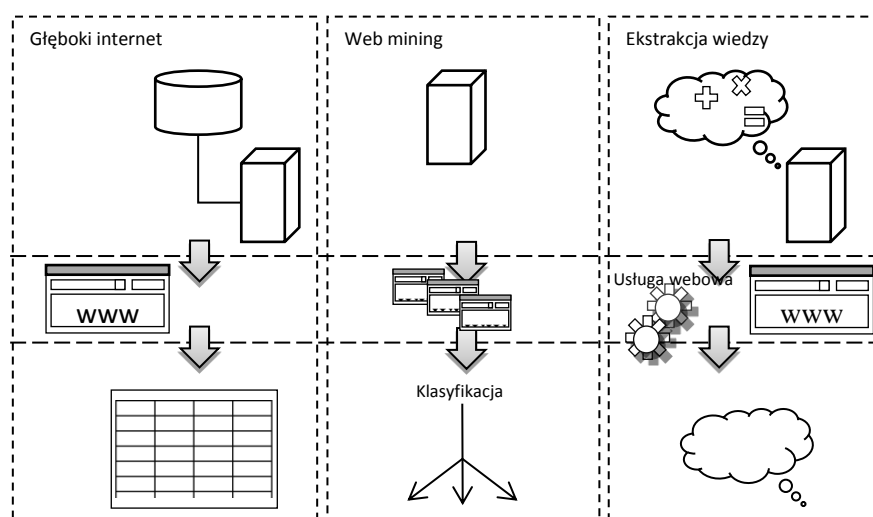 Głęboki internet
Web mining
Ekstrakcja wiedzy
www
Usługa webowa
www
Klasyfikacja